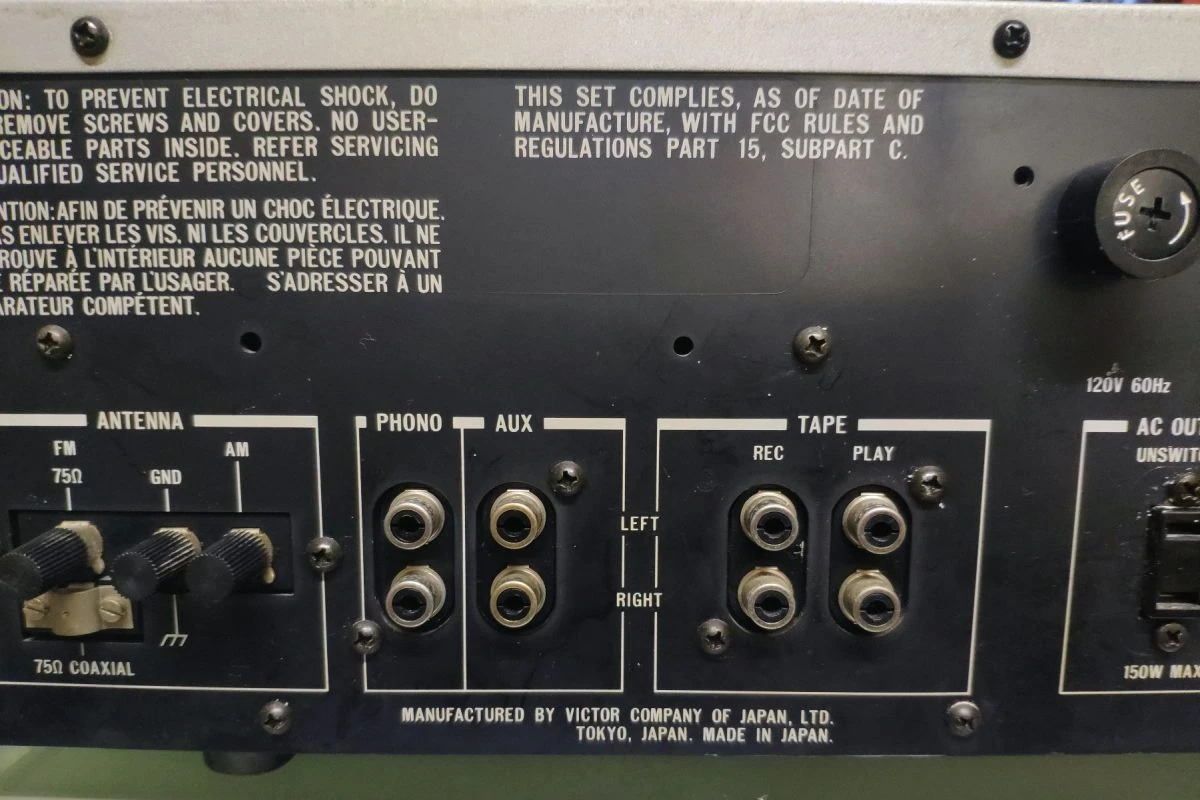 ON: TO PREVENT ELECTRICAL SHOCK, DO
REMOVE SCREWS AND COVERS. NO USER-
CEABLE PARTS INSIDE. REFER SERVICING
UALIFIED SERVICE PERSONNEL.
NTION: AFIN DE PRÉVENIR UN CHOC ÉLECTRIQUE,
S ENLEVER LES VIS, NI LES COUVERCLES. IL NE
ROUVE À L'INTÉRIEUR AUCUNE PIÈCE POUVANT
E RÉPARÉE PAR L'USAGER. S'ADRESSER À UN
ARATEUR COMPÉTENT.
THIS SET COMPLIES, AS OF DATE OF
MANUFACTURE, WITH FCC RULES AND
REGULATIONS PART 15, SUBPART C.
FUSE
120V 60Hz
ANTENNA
FM
75Ω
GND
AM
75Ω COAXIAL
PHONO
AUX
LEFT
RIGHT
TAPE
REC
PLAY
AC OUT
UNSWITC
150W MAX
MANUFACTURED BY VICTOR COMPANY OF JAPAN, LTD.
TOKYO, JAPAN. MADE IN JAPAN.